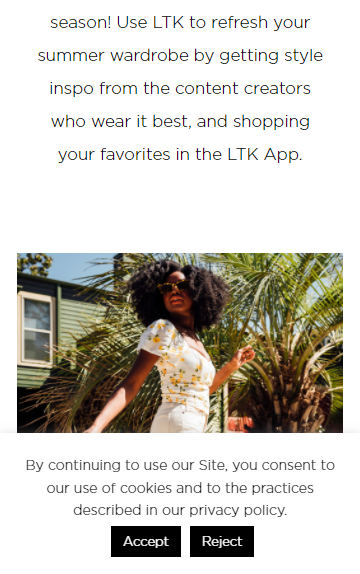 season! Use LTK to refresh your
summer wardrobe by getting style
inspo from the content creators
who wear it best, and shopping
your favorites in the LTK App.
By continuing to use our Site, you consent to
our use of cookies and to the practices
described in our privacy policy.
Accept Reject